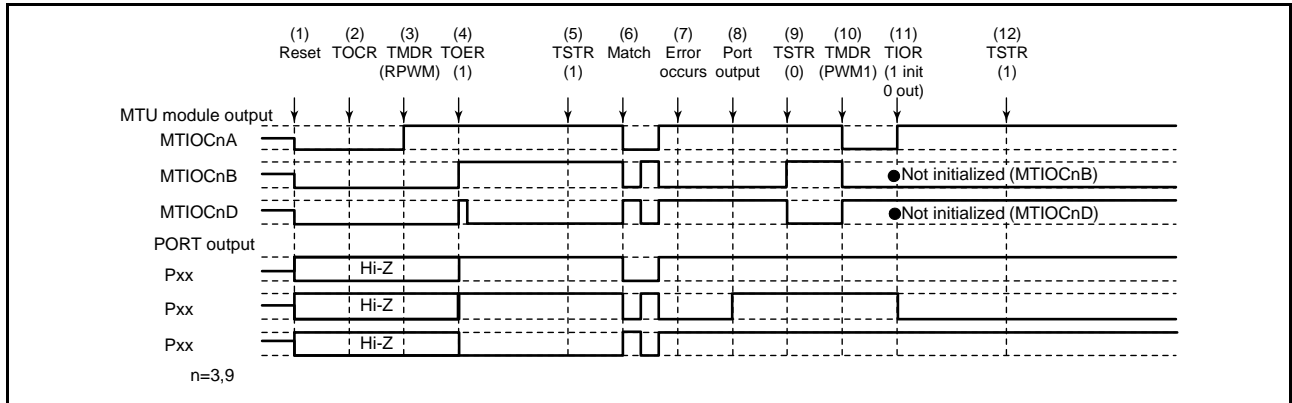 (1) (2) (3) (4) (5) (6) (7) (8) (9) (10) (11) (12)
Reset TOCR TMDR TOER TSTR Match Error Port TSTR TMDR TIOR TSTR
(RPWM) (1) (1) occurs output (0) (PWM1) (1 init (1)
0 out)
MTU module output
MTIOCnA
MTIOCnB
Not initialized (MTIOCnB)
MTIOCnD
Not initialized (MTIOCnD)
PORT output
Pxx Hi-Z
Pxx Hi-Z
Pxx Hi-Z
n=3,9